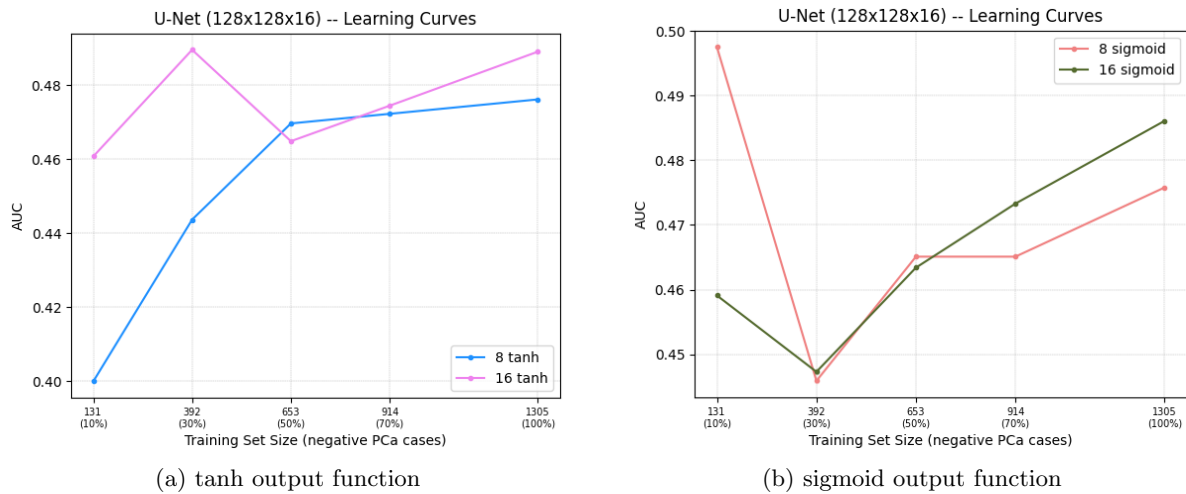 U-Net (128x128x16) -- Learning Curves
AUC
0.48
0.46
0.44
0.42
0.40
8 tanh
16 tanh
131 392 653 914 1305
(10%) (30%) (50%) (70%) (100%)
Training Set Size (negative PCa cases)
(a) tanh output function
U-Net (128x128x16) -- Learning Curves
AUC
0.50
0.49
0.48
0.47
0.46
0.45
8 sigmoid
16 sigmoid
131 392 653 914 1305
(10%) (30%) (50%) (70%) (100%)
Training Set Size (negative PCa cases)
(b) sigmoid output function